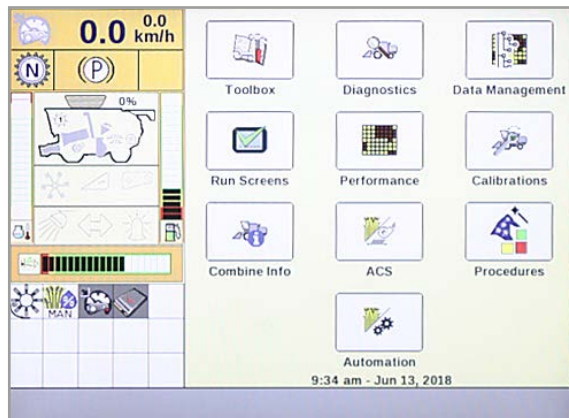 0.0 0.0 km/h
N (P)
0%
MAN
Toolbox Diagnostics Data Management
Run Screens Performance Calibrations
Combine Info ACS Procedures
Automation
9:34 am - Jun 13, 2018